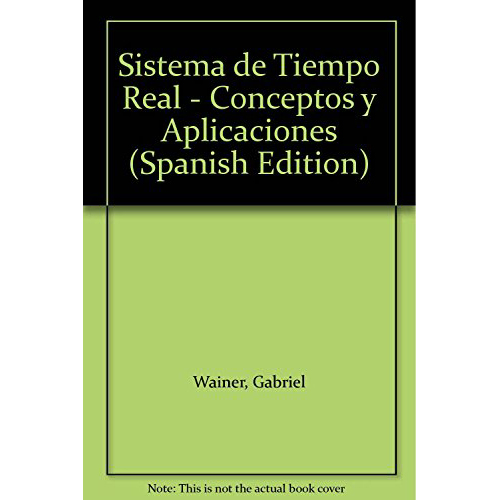 Sistema de Tiempo
Real - Conceptos y
Aplicaciones
(Spanish Edition)
Wainer, Gabriel
Note: This is not the actual book cover